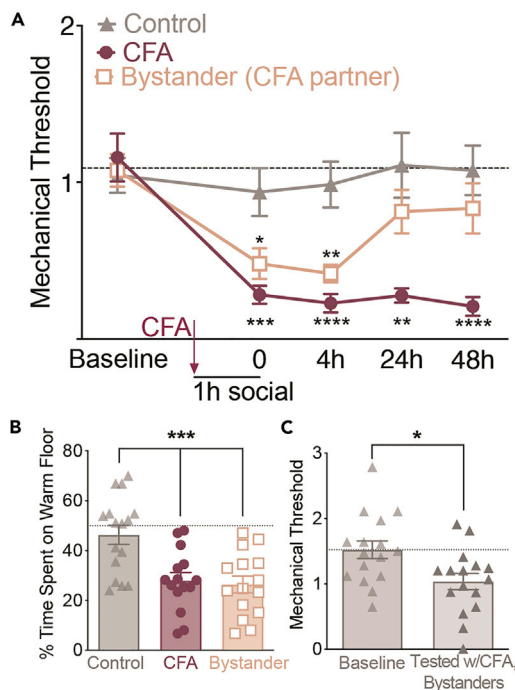 A
2
Control
CFA
Bystander (CFA partner)
Mechanical Threshold
1
*
**
***
****
**
****
CFA
Baseline
0
4h
24h
48h
1h social
B
80
60
40
20
0
% Time Spent on Warm Floor
***
Control
CFA
Bystander
C
3
2
1
0
Mechanical Threshold
*
Baseline
Tested w/CFA,
Bystanders